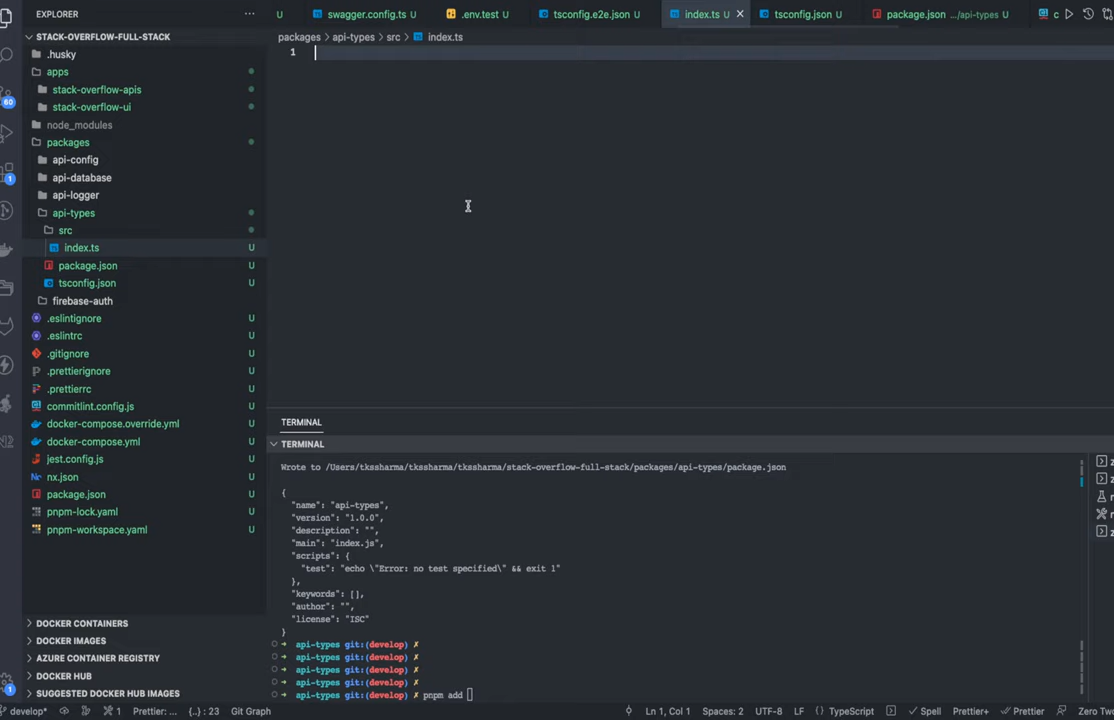 EXPLORER
swagger.config.ts U
.env.test U
tsconfig.e2e.json U
index.ts U
tsconfig.json U
package.json .../api-types U
STACK-OVERFLOW-FULL-STACK
packages > api-types > src > index.ts
1
.husky
apps
stack-overflow-apis
stack-overflow-ui
node_modules
packages
api-config
api-database
api-logger
api-types
src
index.ts U
package.json U
tsconfig.json U
firebase-auth
.eslintignore U
.eslintrc U
.gitignore U
.prettierignore U
.prettierrc U
commitlint.config.js U
docker-compose.override.yml U
docker-compose.yml U
jest.config.js U
nx.json U
package.json U
pnpm-lock.yaml U
pnpm-workspace.yaml U
DOCKER CONTAINERS
DOCKER IMAGES
AZURE CONTAINER REGISTRY
DOCKER HUB
SUGGESTED DOCKER HUB IMAGES
60
1
1
TERMINAL
TERMINAL
Wrote to /Users/tkssharma/tkssharma/tkssharma/stack-overflow-full-stack/packages/api-types/package.json
{
"name": "api-types",
"version": "1.0.0",
"description": "",
"main": "index.js",
"scripts": {
"test": "echo \"Error: no test specified\" && exit 1"
},
"keywords": [],
"author": "",
"license": "ISC"
}
➜ api-types git:(develop) ✗
➜ api-types git:(develop) ✗
➜ api-types git:(develop) ✗
➜ api-types git:(develop) ✗
➜ api-types git:(develop) ✗ pnpm add
develop* 1 Prettier: ... {..} : 23 Git Graph Ln 1, Col 1 Spaces: 2 UTF-8 LF TypeScript Spell Prettier+ Prettier Zero Two